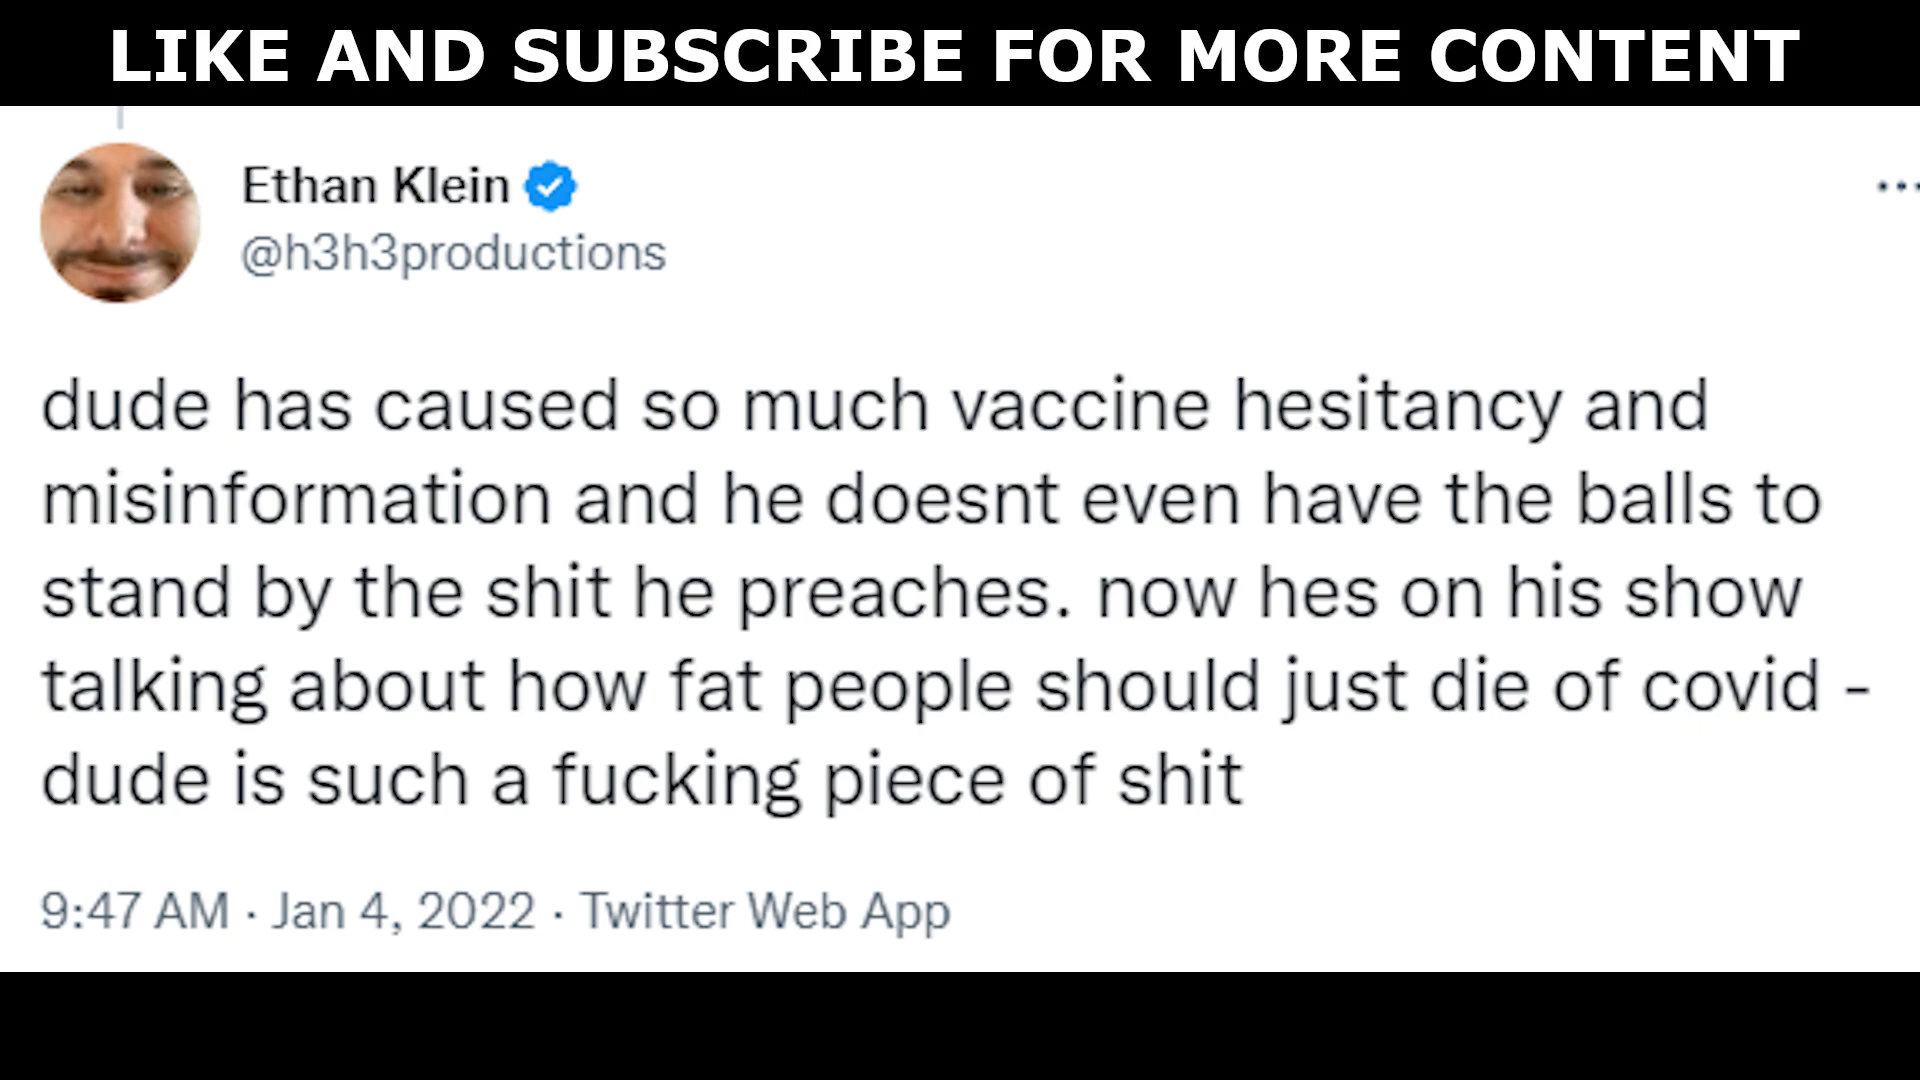 LIKE AND SUBSCRIBE FOR MORE CONTENT
Ethan Klein
@h3h3productions
dude has caused so much vaccine hesitancy and
misinformation and he doesnt even have the balls to
stand by the shit he preaches. now hes on his show
talking about how fat people should just die of covid -
dude is such a fucking piece of shit
9:47 AM · Jan 4, 2022 · Twitter Web App